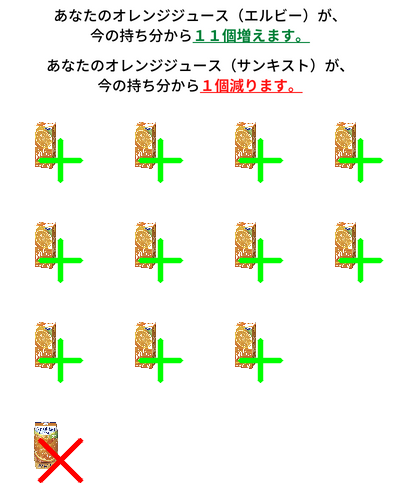 あなたのオレンジジュース（エルビー）が、
今の持ち分から１１個増えます。
あなたのオレンジジュース（サンキスト）が、
今の持ち分から１個減ります。